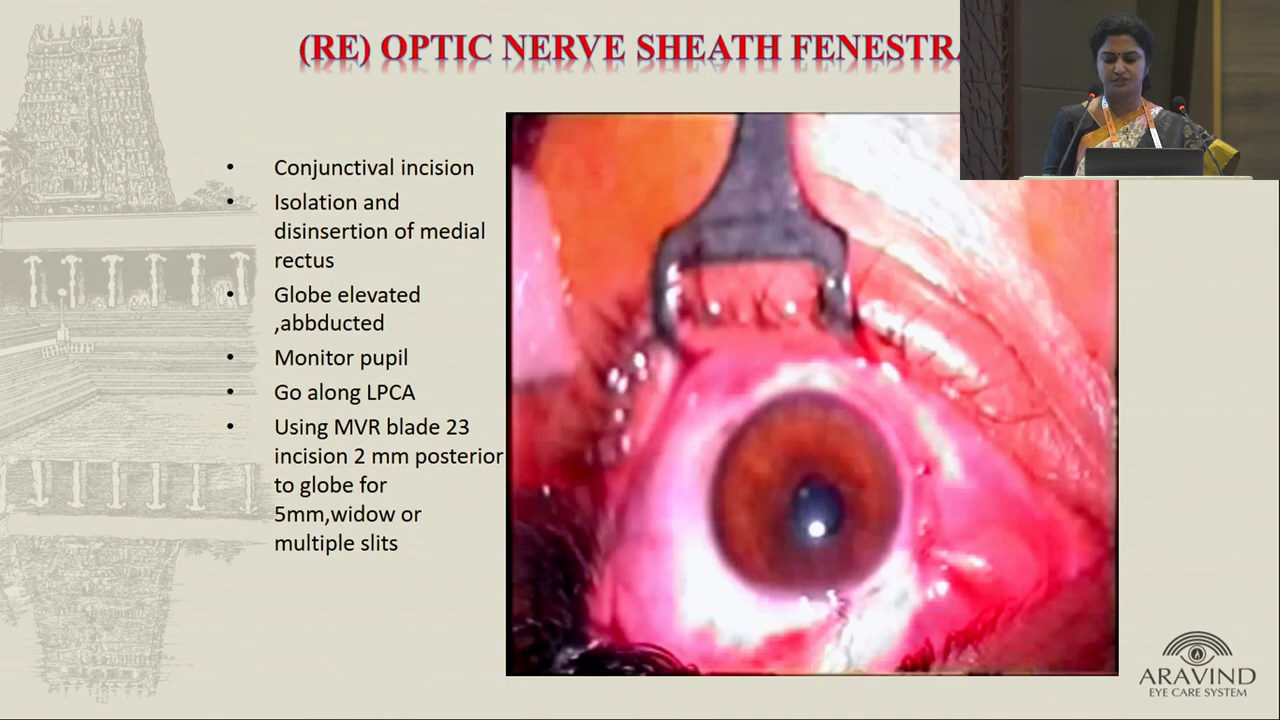 (RE) OPTIC NERVE SHEATH
Conjunctival incision
Isolation and
disinsertion of medial
rectus
Globe elevated
,abbducted
Monitor pupil
Go along LPCA
Using MVR blade 23
incision 2 mm posterior
to globe for
5mm,widow or
multiple slits
ARAVIND
EYE CARE SYSTEM